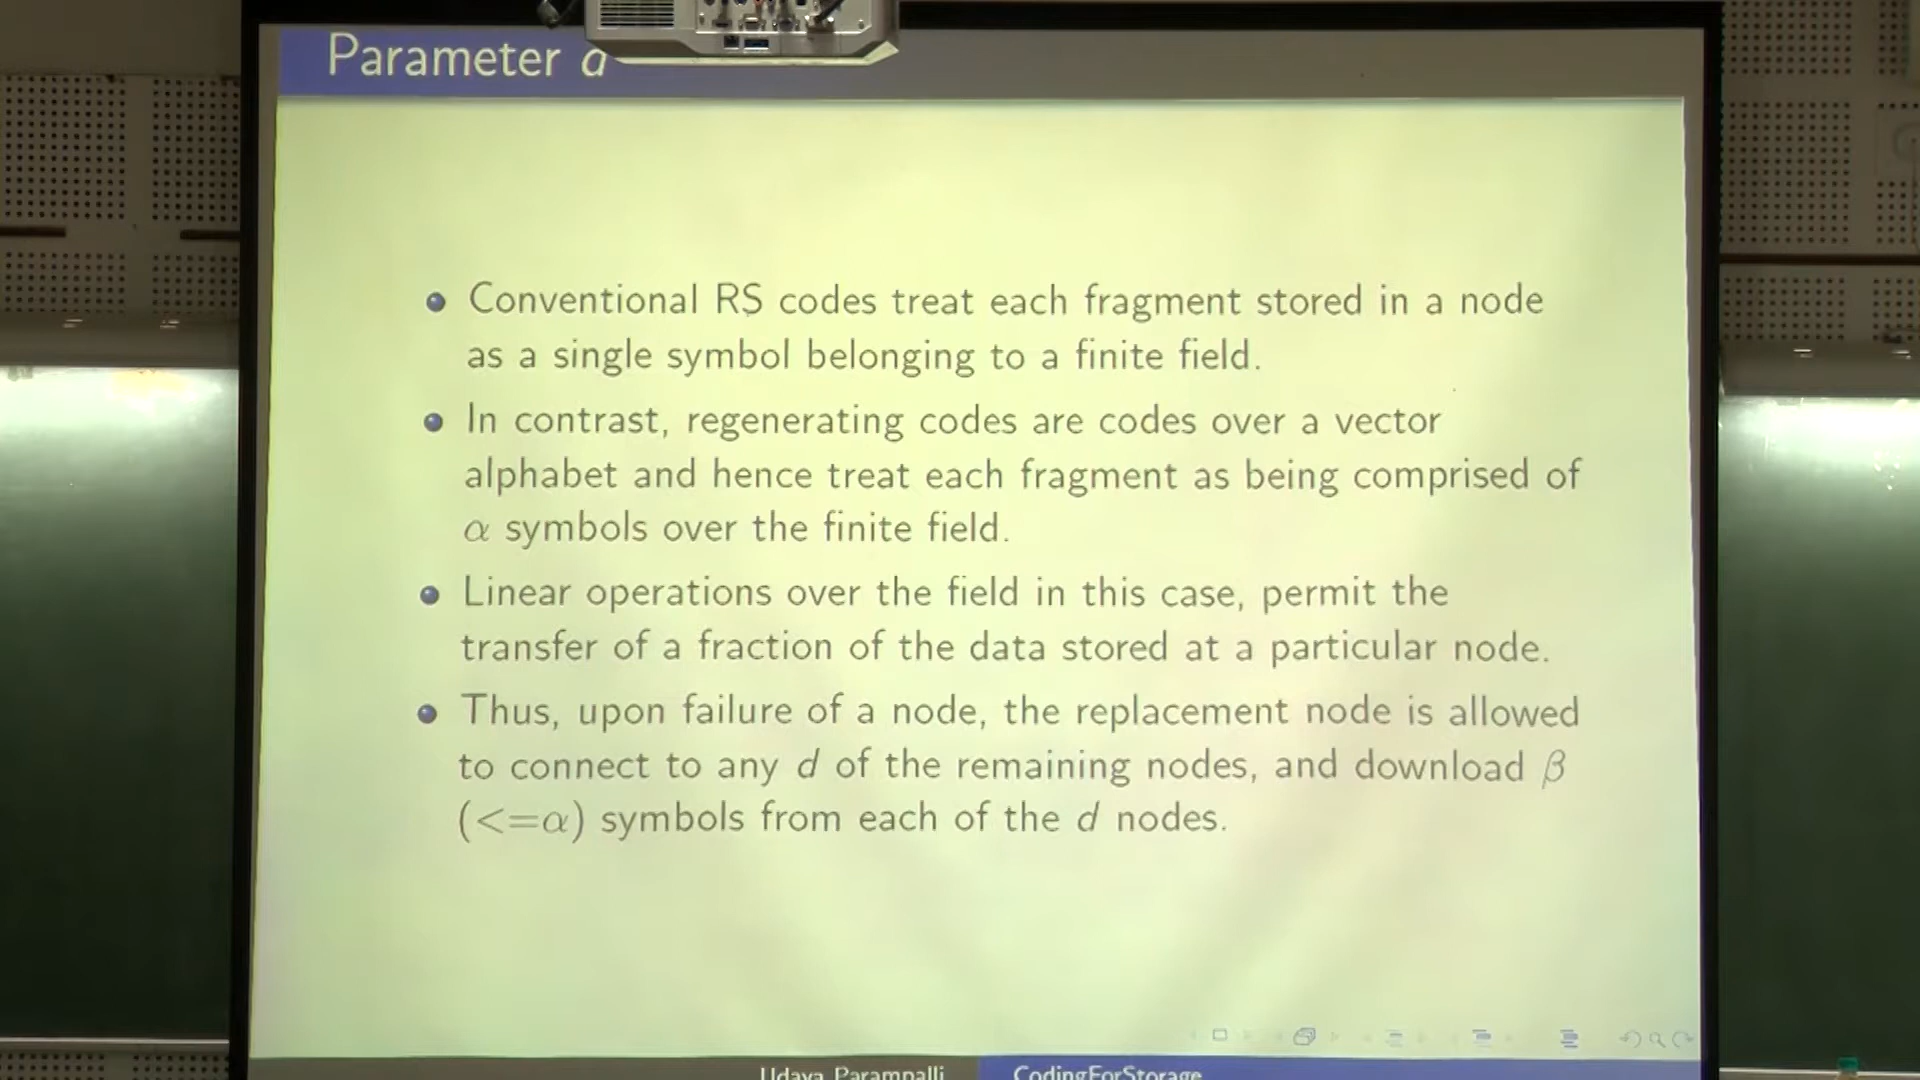 Parameter d
Conventional RS codes treat each fragment stored in a node
as a single symbol belonging to a finite field.
In contrast, regenerating codes are codes over a vector
alphabet and hence treat each fragment as being comprised of
α symbols over the finite field.
Linear operations over the field in this case, permit the
transfer of a fraction of the data stored at a particular node.
Thus, upon failure of a node, the replacement node is allowed
to connect to any d of the remaining nodes, and download β
(<=α) symbols from each of the d nodes.
Udaya Parampalli CodingForStorage